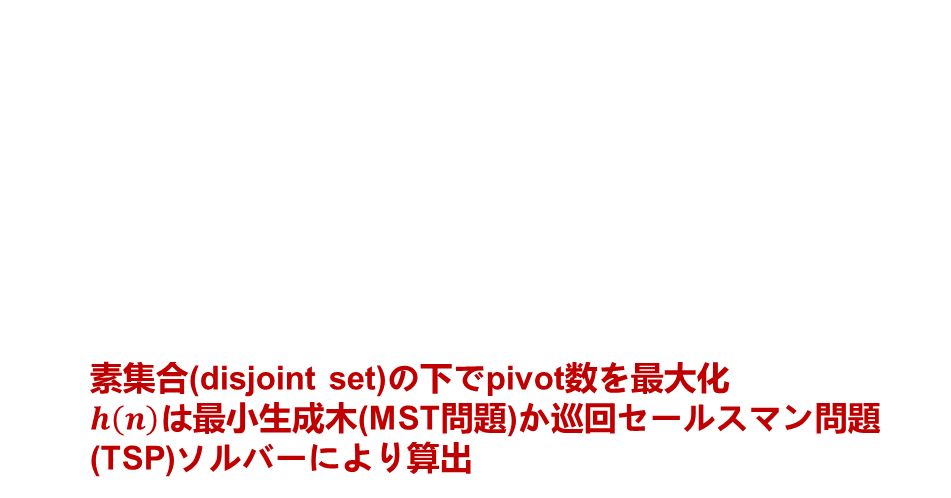 素集合(disjoint set)の下でpivot数を最大化
h(n)は最小生成木(MST問題)か巡回セールスマン問題
(TSP)ソルバーにより算出